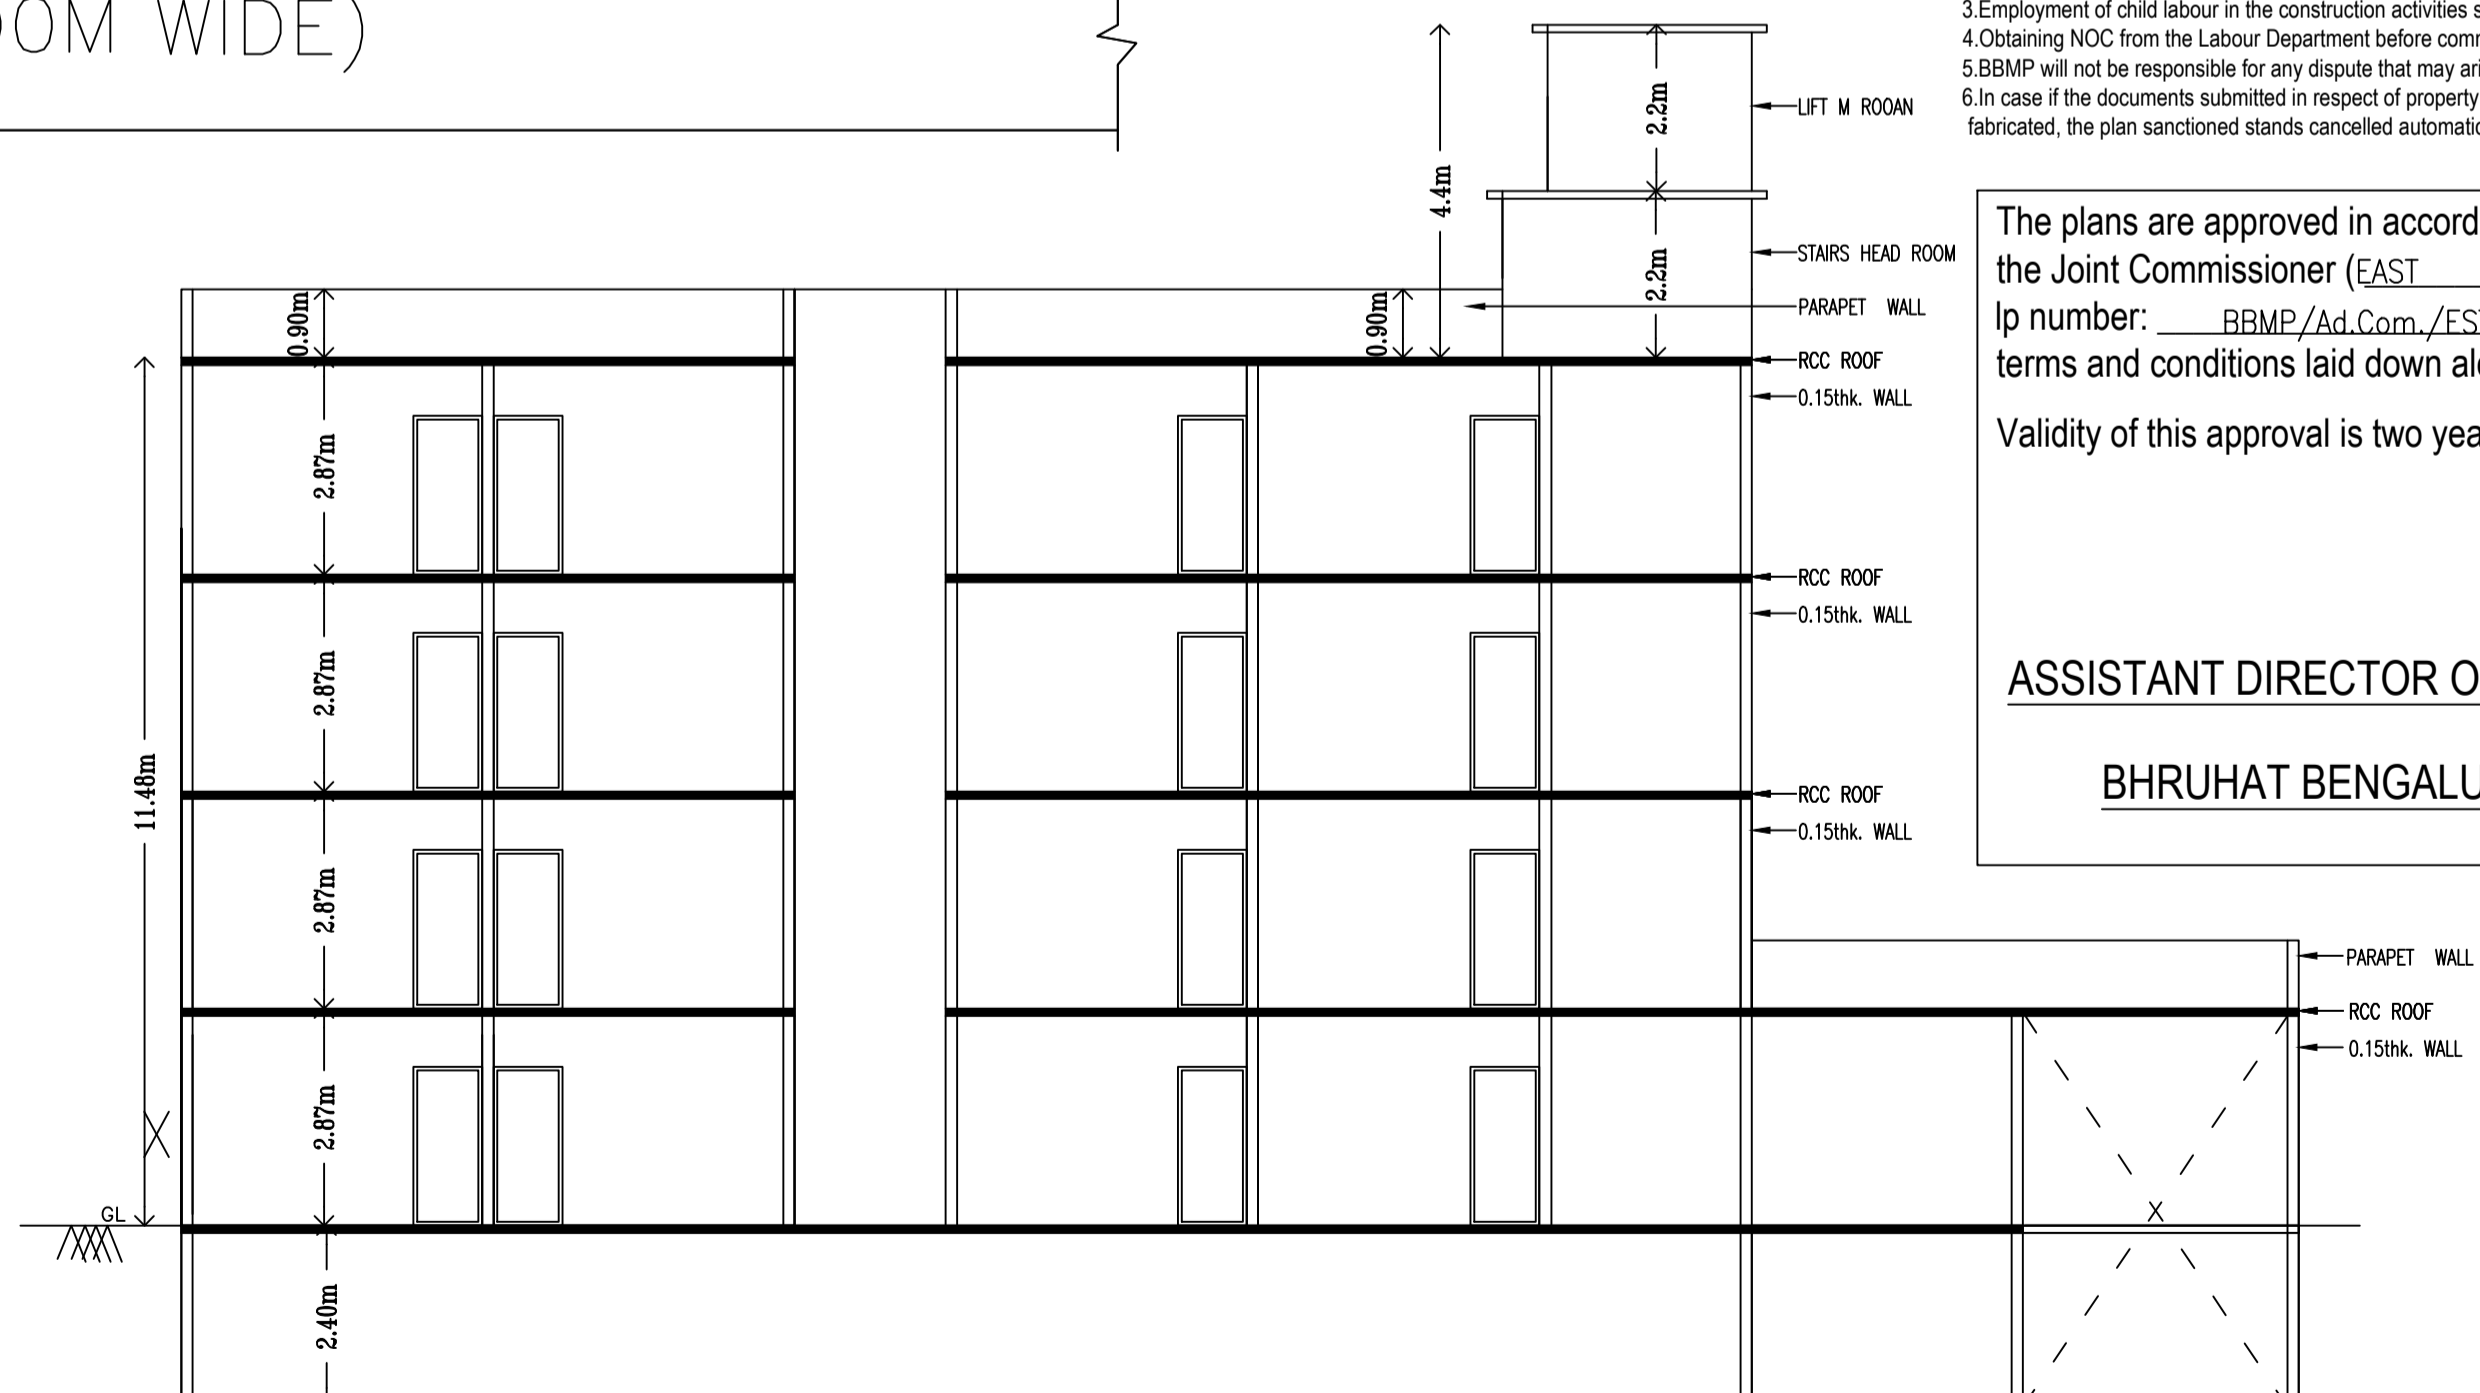 OOM WIDE)
3.Employment of child labour in the construction activities s
4.Obtaining NOC from the Labour Department before comm
5.BBMP will not be responsible for any dispute that may ari
6.In case if the documents submitted in respect of property
fabricated, the plan sanctioned stands cancelled automatic
4.4m
2.2m
LIFT M ROOAN
2.2m
STAIRS HEAD ROOM
0.90m
0.90m
PARAPET WALL
RCC ROOF
0.15thk. WALL
2.87m
RCC ROOF
0.15thk. WALL
2.87m
11.48m
RCC ROOF
0.15thk. WALL
2.87m
PARAPET WALL
RCC ROOF
0.15thk. WALL
2.87m
X
GL
X
2.40m
The plans are approved in accord
the Joint Commissioner (EAST
lp number: BBMP/Ad.Com./EST
terms and conditions laid down alo
Validity of this approval is two yea
ASSISTANT DIRECTOR O
BHRUHAT BENGALU